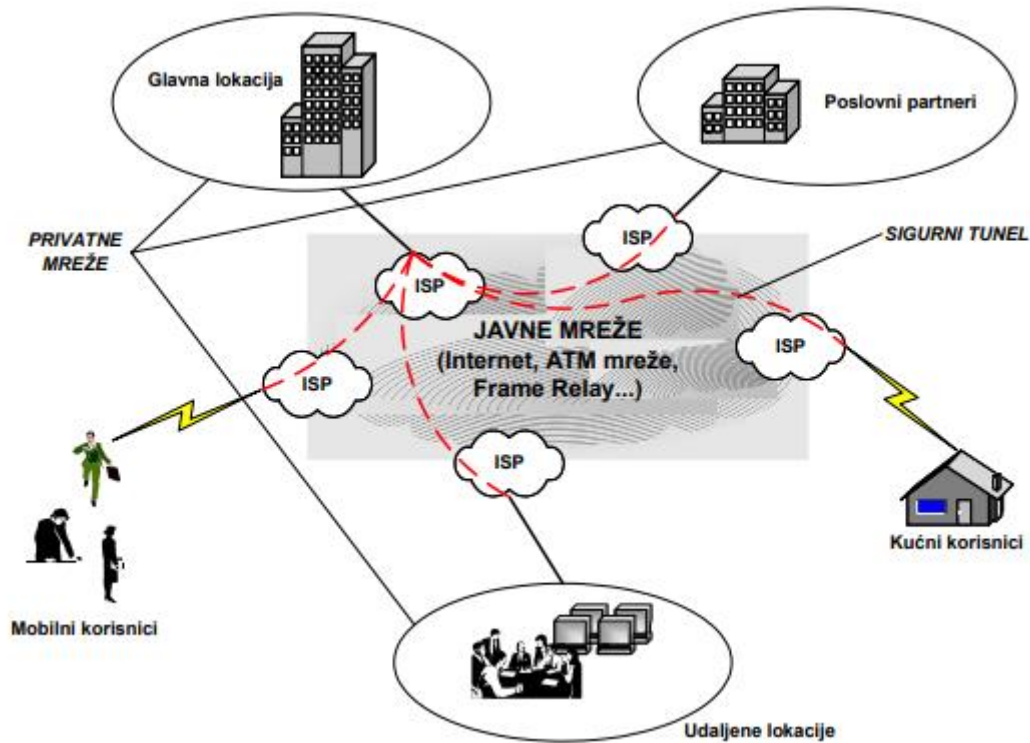 Glavna lokacija
Poslovni partneri
PRIVATNE
MREŽE
ISP
SIGURNI TUNEL
ISP
JAVNE MREŽE
(Internet, ATM mreže,
Frame Relay...)
ISP
ISP
ISP
Kućni korisnici
Mobilni korisnici
Udaljene lokacije